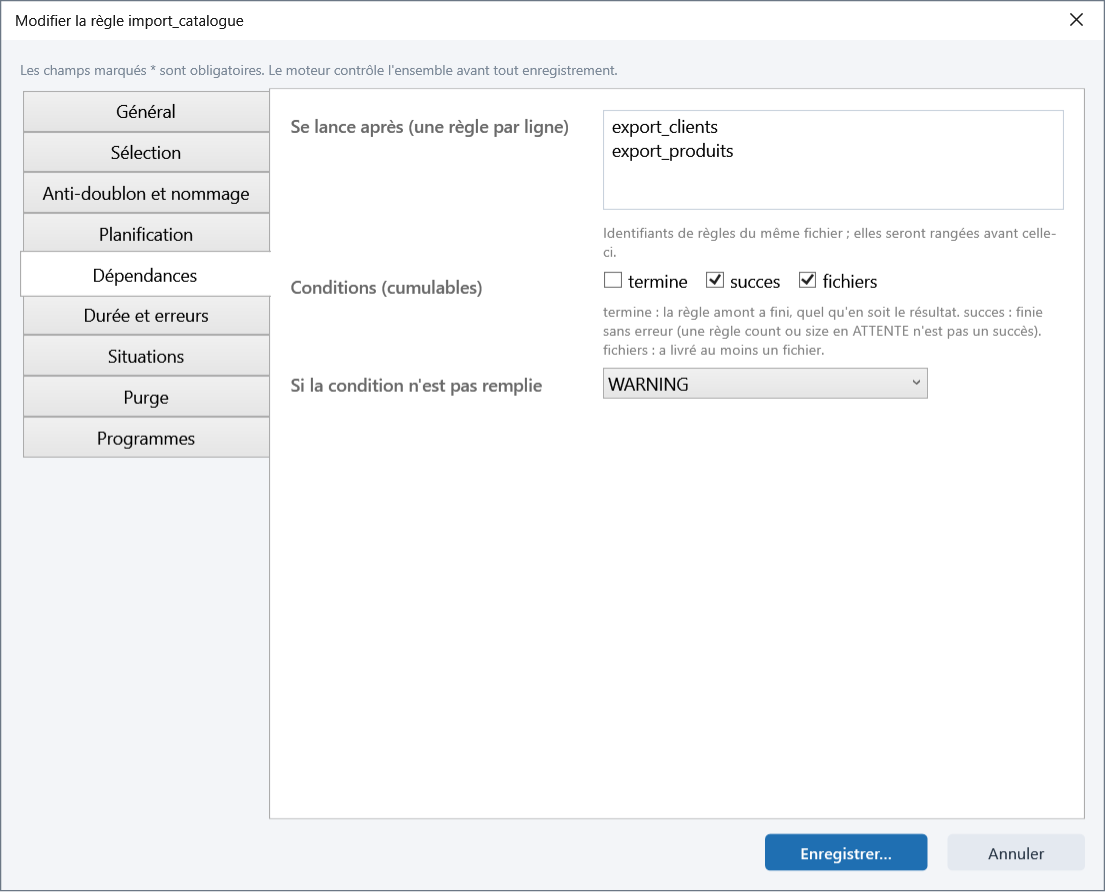 Modifier la règle import_catalogue
Les champs marqués * sont obligatoires. Le moteur contrôle l'ensemble avant tout enregistrement.
Général
Sélection
Anti-doublon et nommage
Planification
Dépendances
Durée et erreurs
Situations
Purge
Programmes
Se lance après (une règle par ligne)
export_clients
export_produits
Identifiants de règles du même fichier ; elles seront rangées avant celle-
ci.
Conditions (cumulables)
termine succes fichiers
termine : la règle amont a fini, quel qu'en soit le résultat. succes : finie
sans erreur (une règle count ou size en ATTENTE n'est pas un succès).
fichiers : a livré au moins un fichier.
Si la condition n'est pas remplie
WARNING
Enregistrer...
Annuler